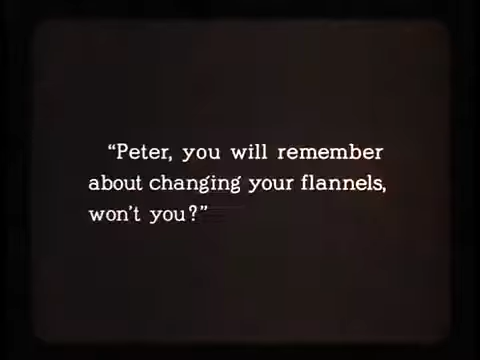 “Peter, you will remember
about changing your flannels,
won't you?”